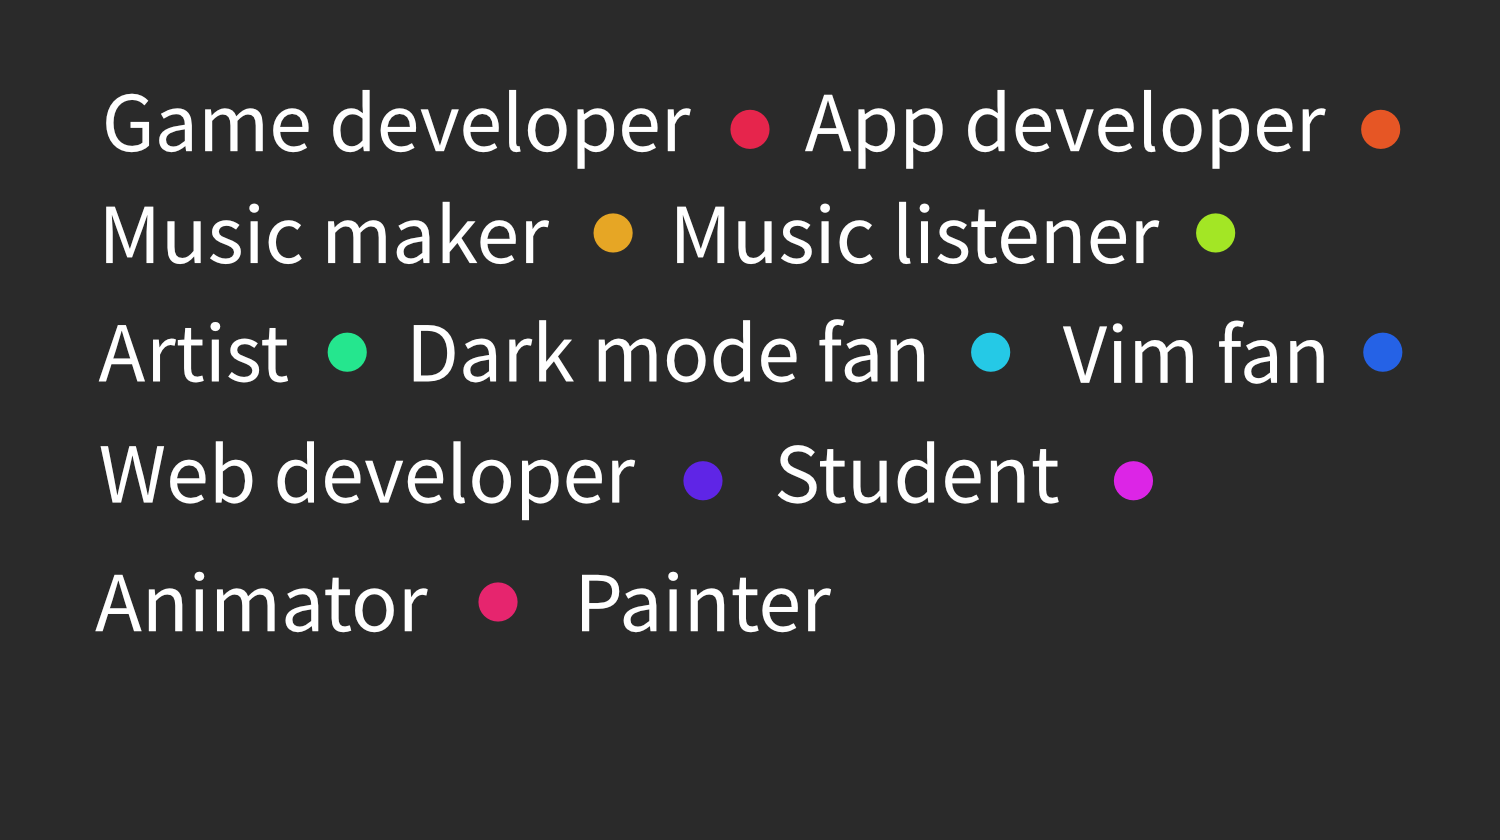 Game developer ● App developer ●
Music maker ● Music listener ●
Artist ● Dark mode fan ● Vim fan ●
Web developer ● Student ●
Animator ● Painter